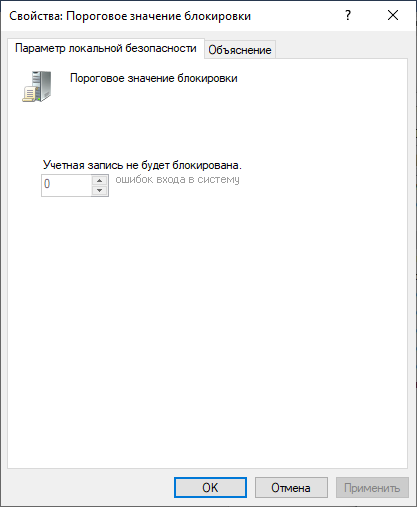 Свойства: Пороговое значение блокировки ?
Параметр локальной безопасности Объяснение
Пороговое значение блокировки
Учетная запись не будет блокирована.
0 ошибок входа в систему
OK Отмена Применить